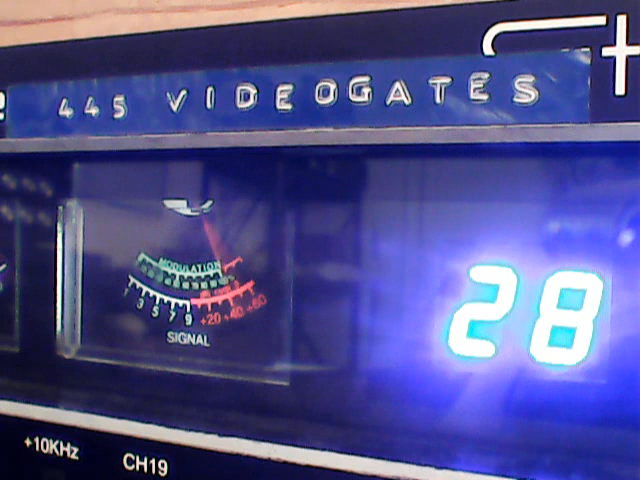 445 VIDEOGATES
MODULATION
1 3 5 7 9 +20 +40 +60
SIGNAL
28
+10KHz
CH19